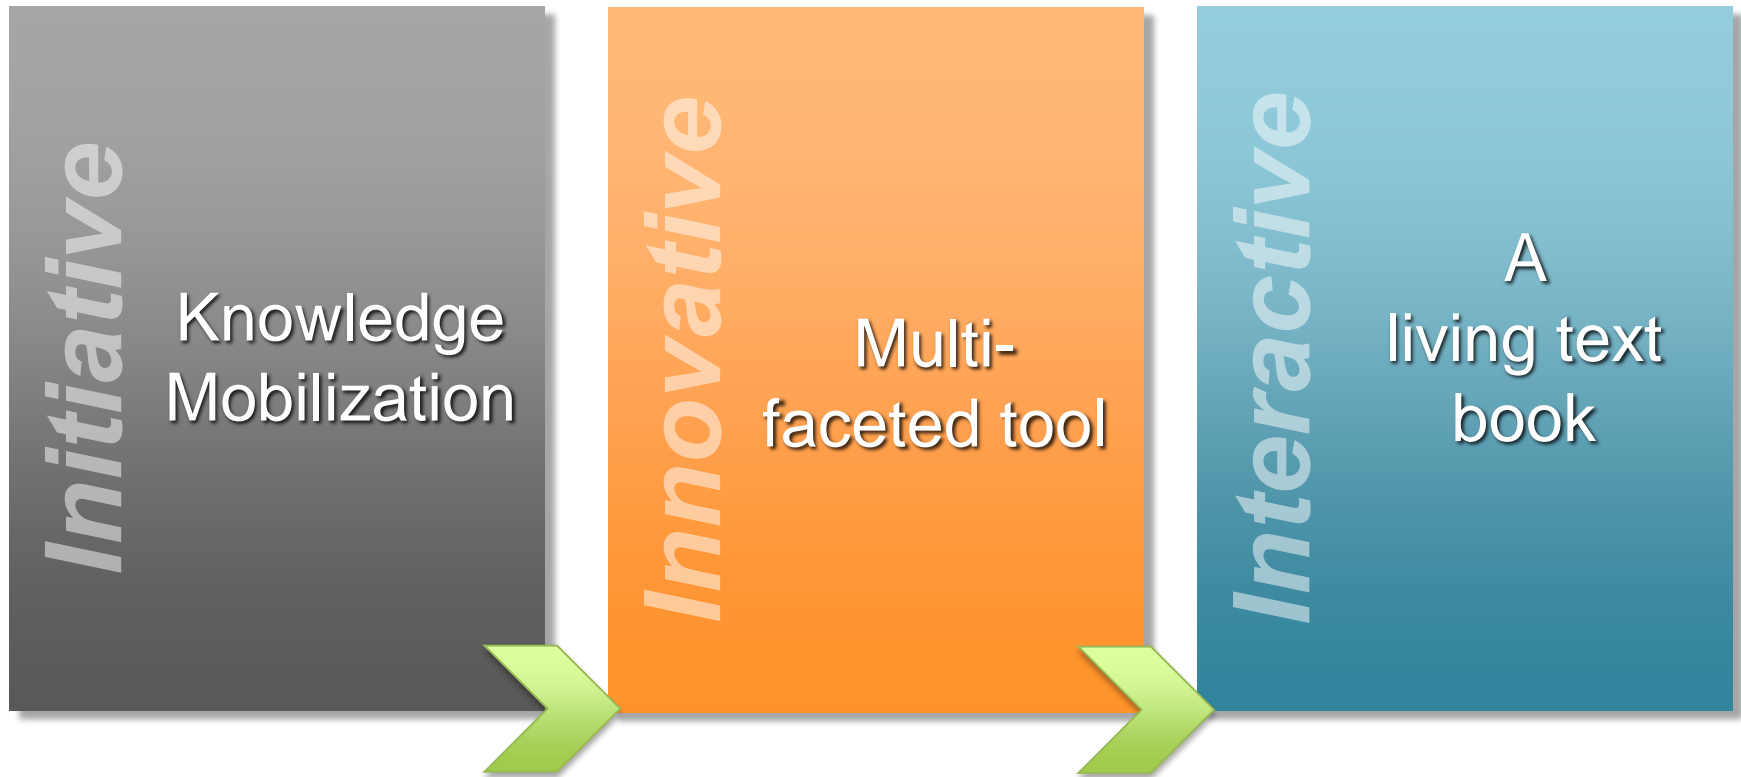 Initiative
Knowledge
Mobilization
Innovative
Multi-
faceted tool
Interactive
A
living text
book